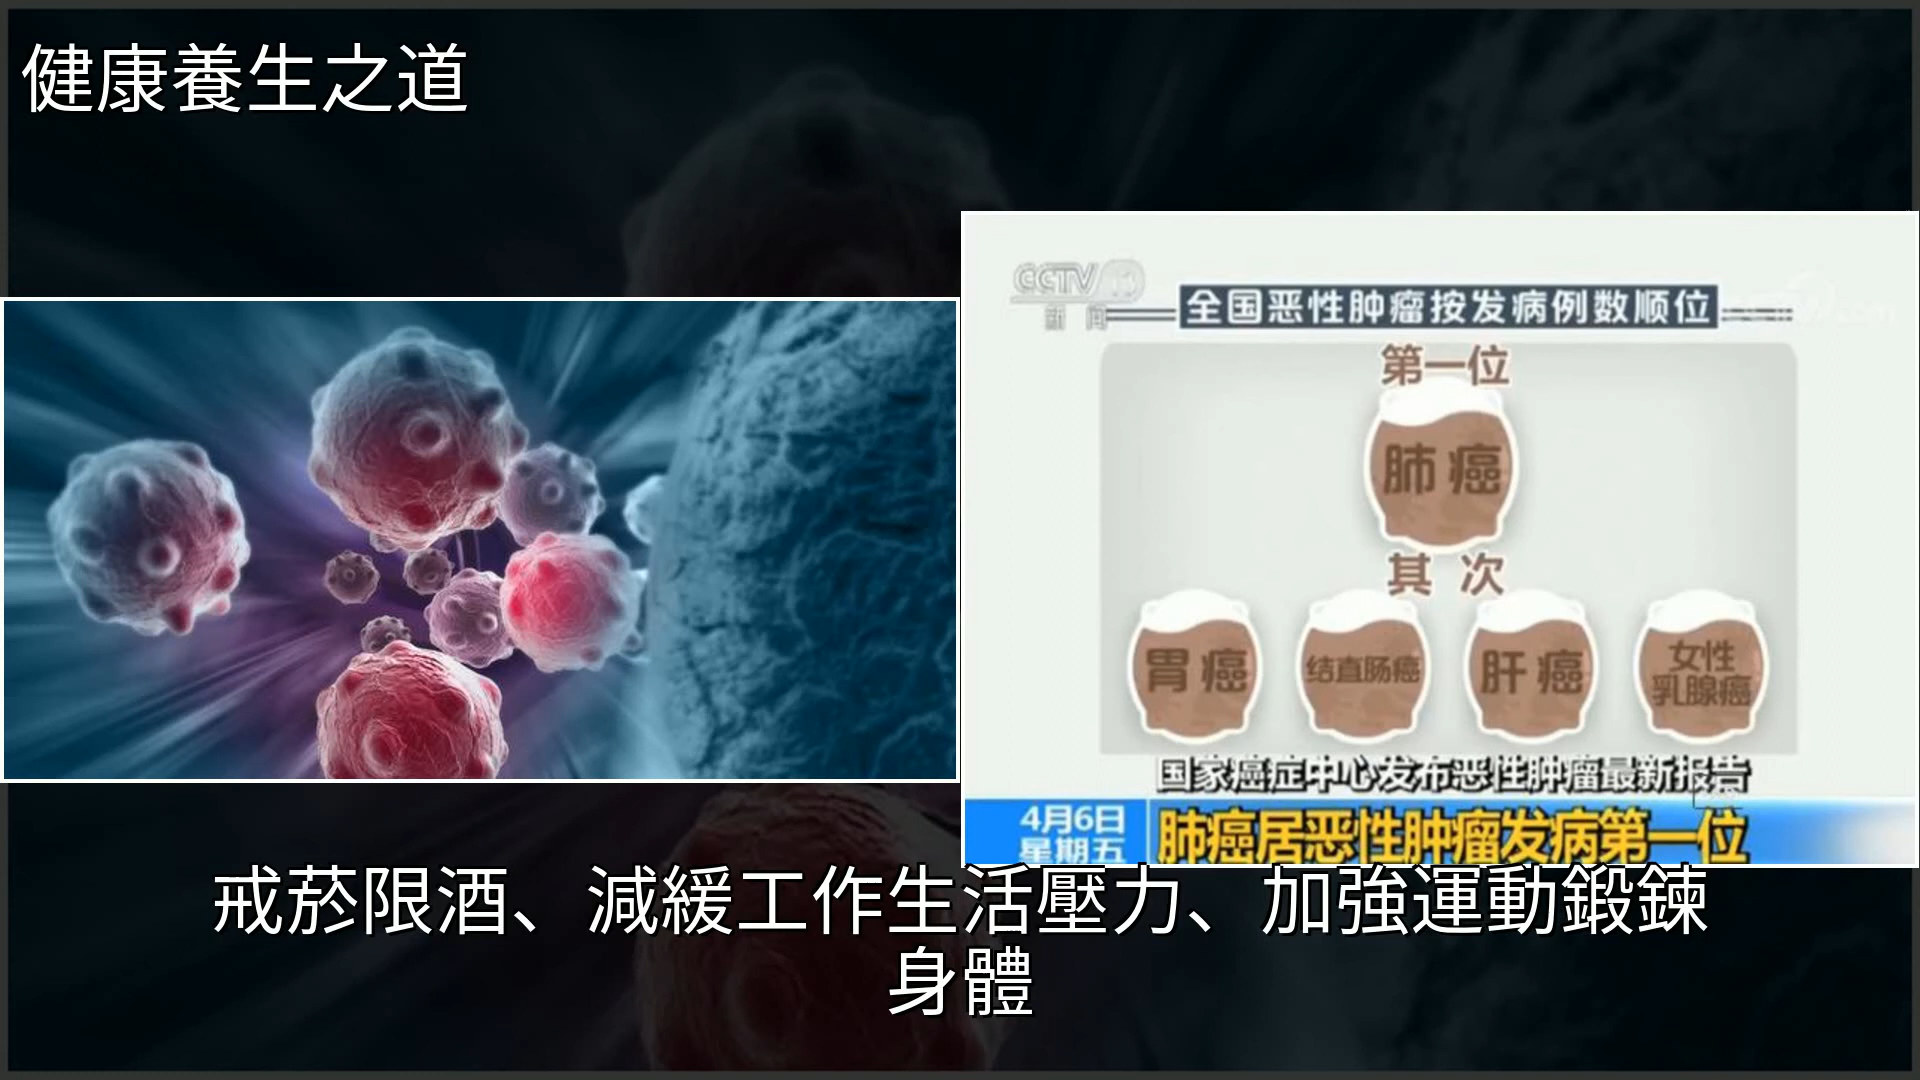 健康養生之道
CCTV 13
新闻
全国恶性肿瘤按发病例数顺位
第一位
肺癌
其次
胃癌
结直肠癌
肝癌
女性
乳腺癌
国家癌症中心发布恶性肿瘤最新报告
4月6日
星期五
肺癌居恶性肿瘤发病第一位
戒菸限酒、減緩工作生活壓力、加強運動鍛鍊
身體